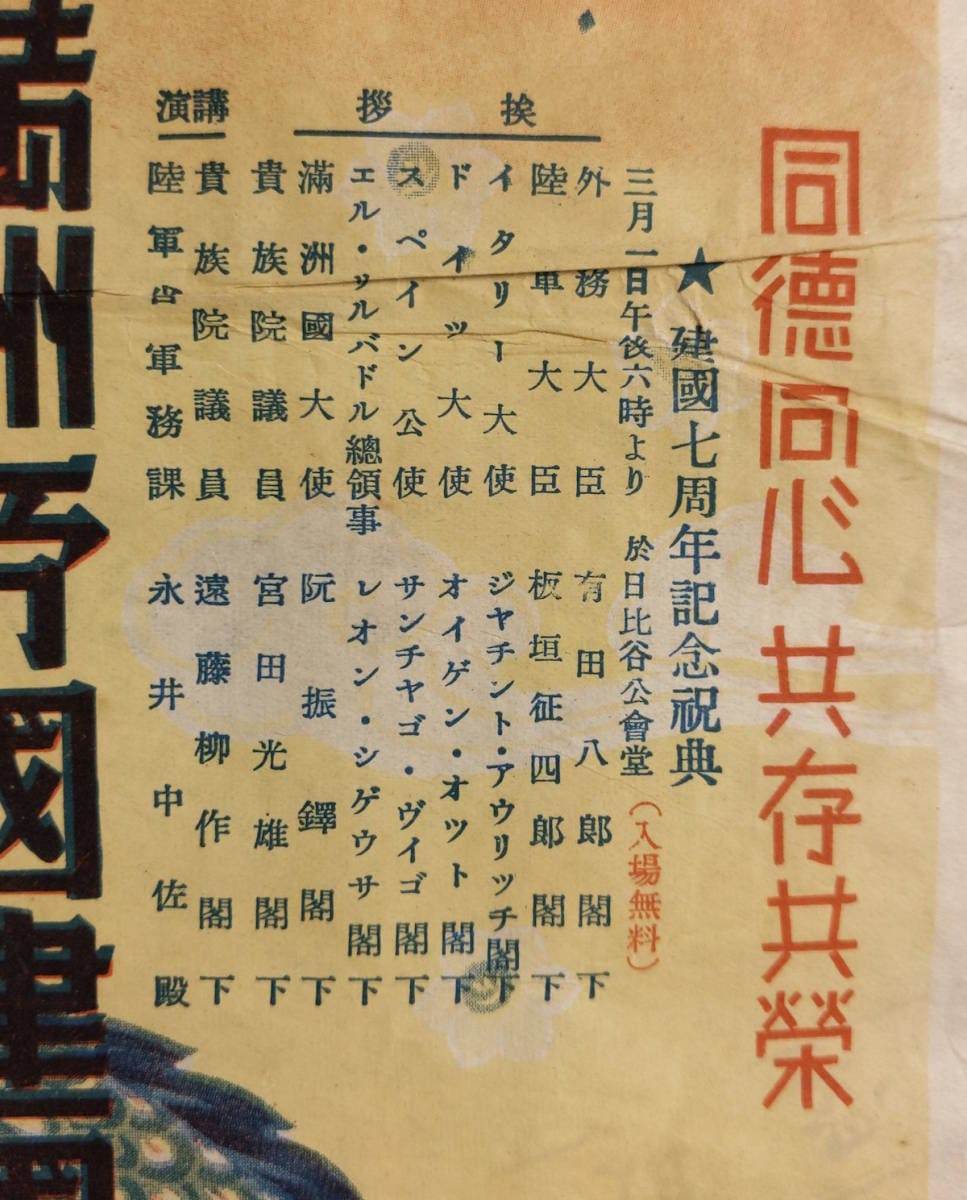 同德同心 共存共榮
★ 建國七周年記念祝典
三月一日午後六時より 於日比谷公會堂 (入場無料)
挨拶
外務大臣 有田八郎閣下
陸軍大臣 板垣征四郎閣下
イタリー大使 ジヤチント・アウリツチ閣下
ドイツ大使 オイゲン・オツト閣下
スペイン公使 サンチヤゴ・ヴイゴ閣下
エル・サルバドル總領事 レオン・シゲウサ閣下
滿洲國大使 阮振鐸閣下
貴族院議員 宮田光雄閣下
講演
貴族院議員 遠藤柳作閣下
陸軍省軍務課 永井中佐殿
洲帝國建國